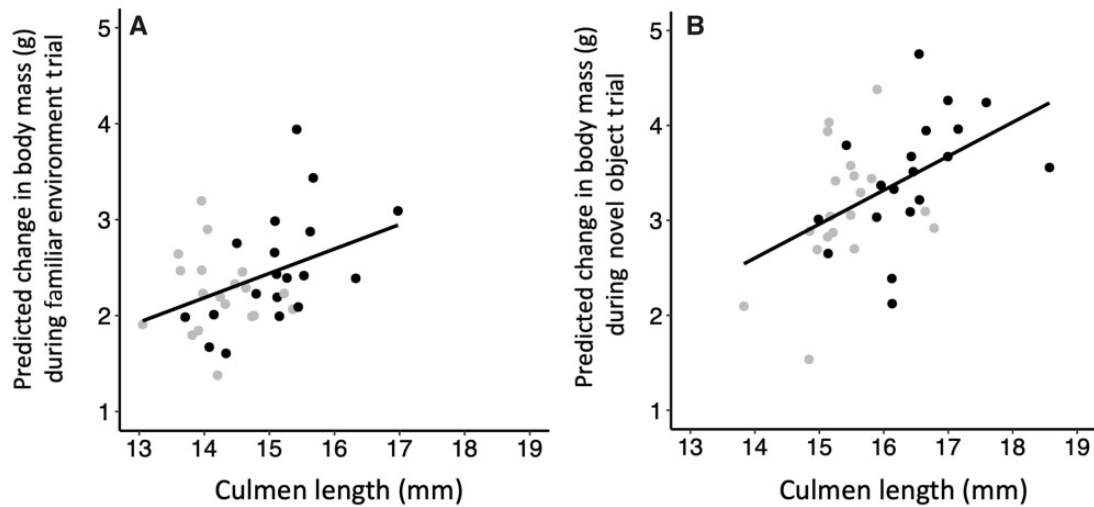 A
Predicted change in body mass (g)
during familiar environment trial
5
4
3
2
1
13 14 15 16 17 18 19
Culmen length (mm)
B
Predicted change in body mass (g)
during novel object trial
5
4
3
2
1
13 14 15 16 17 18 19
Culmen length (mm)